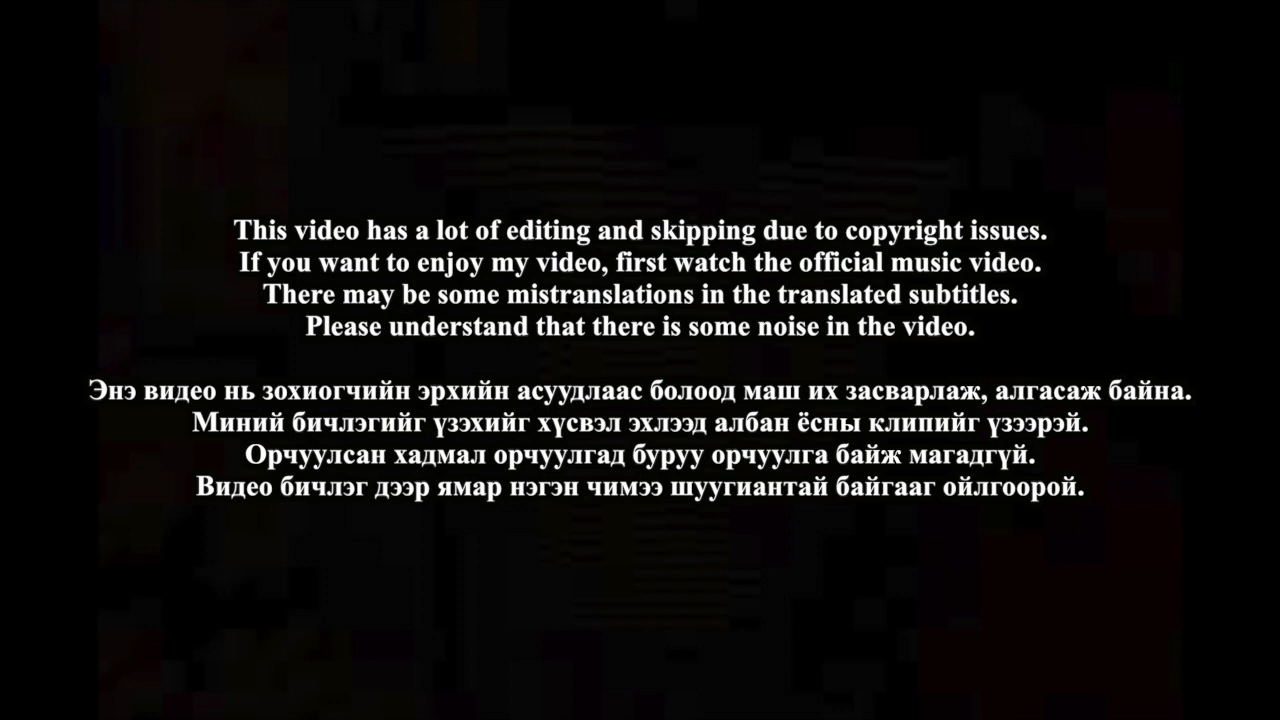 This video has a lot of editing and skipping due to copyright issues.
If you want to enjoy my video, first watch the official music video.
There may be some mistranslations in the translated subtitles.
Please understand that there is some noise in the video.
Энэ видео нь зохиогчийн эрхийн асуудлаас болоод маш их засварлаж, алгасаж байна.
Миний бичлэгийг үзэхийг хүсвэл эхлээд албан ёсны клипийг үзээрэй.
Орчуулсан хадмал орчуулгад буруу орчуулга байж магадгүй.
Видео бичлэг дээр ямар нэгэн чимээ шуугиантай байгааг ойлгоорой.